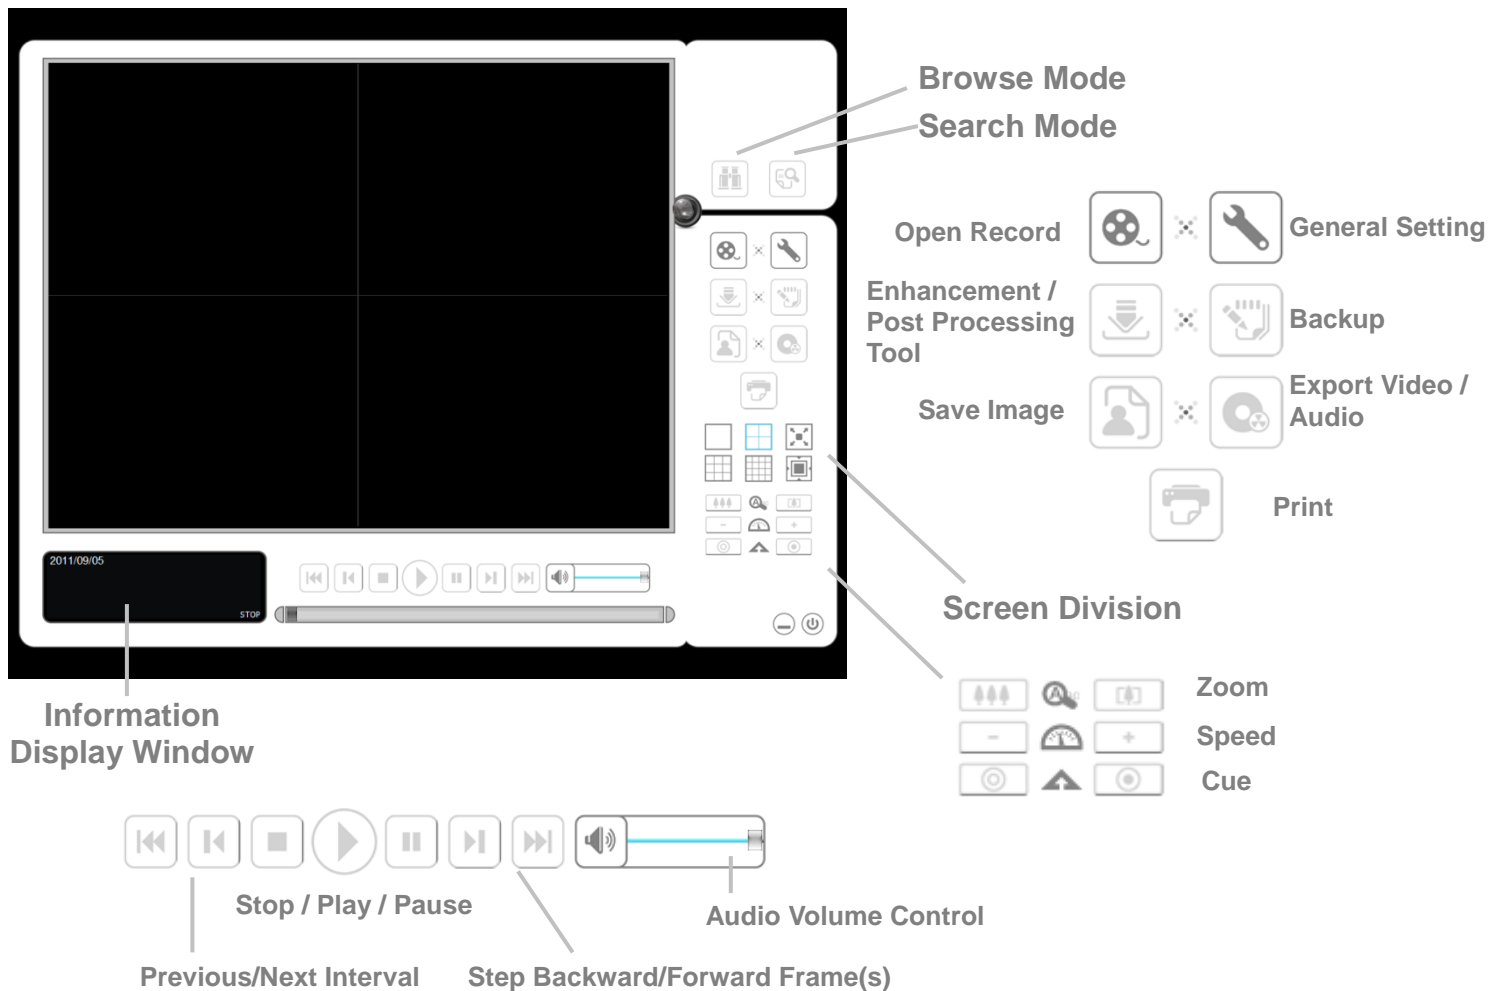 Browse Mode
Search Mode
Open Record
General Setting
Enhancement /
Post Processing
Tool
Backup
Save Image
Export Video /
Audio
Print
2011/09/05
STOP
Screen Division
Information
Display Window
Zoom
Speed
Cue
Stop / Play / Pause
Audio Volume Control
Previous/Next Interval
Step Backward/Forward Frame(s)